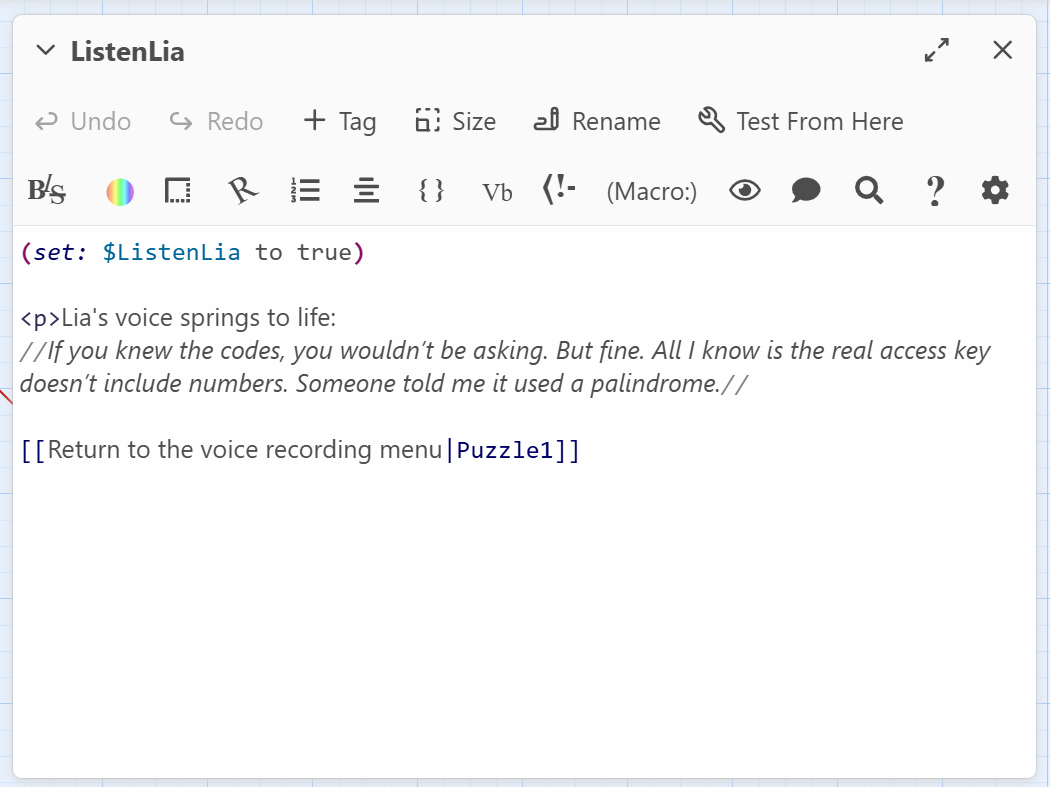 ListenLia
Undo Redo Tag Size Rename Test From Here
BIS Vb (Macro:)
(set: $ListenLia to true)
<p>Lia's voice springs to life:
//If you knew the codes, you wouldn’t be asking. But fine. All I know is the real access key
doesn’t include numbers. Someone told me it used a palindrome.//
[[Return to the voice recording menu|Puzzle1]]